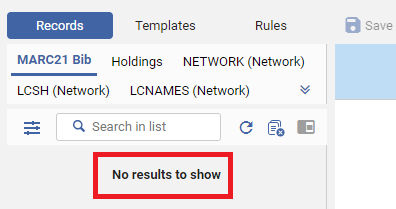 Records Templates Rules Save
MARC21 Bib Holdings NETWORK (Network)
LCSH (Network) LCNAMES (Network)
Search in list
No results to show